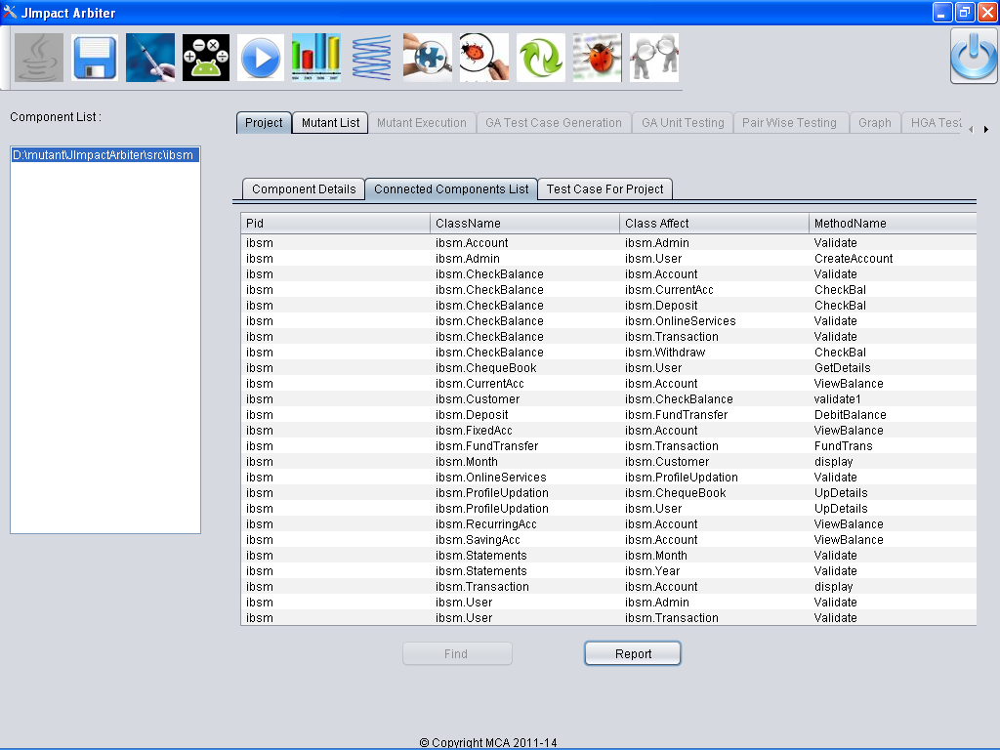 JImpact Arbiter
Component List :
D:\mutant\JImpactArbiter\src\ibsm
Project Mutant List Mutant Execution GA Test Case Generation GA Unit Testing Pair Wise Testing Graph HGA
Component Details Connected Components List Test Case For Project
Pid ClassName Class Affect MethodName
ibsm ibsm.Account ibsm.Admin Validate
ibsm ibsm.Admin ibsm.User CreateAccount
ibsm ibsm.CheckBalance ibsm.Account Validate
ibsm ibsm.CheckBalance ibsm.CurrentAcc CheckBal
ibsm ibsm.CheckBalance ibsm.Deposit CheckBal
ibsm ibsm.CheckBalance ibsm.OnlineServices Validate
ibsm ibsm.CheckBalance ibsm.Transaction Validate
ibsm ibsm.CheckBalance ibsm.Withdraw CheckBal
ibsm ibsm.ChequeBook ibsm.User GetDetails
ibsm ibsm.CurrentAcc ibsm.Account ViewBalance
ibsm ibsm.Customer ibsm.CheckBalance validate1
ibsm ibsm.Deposit ibsm.FundTransfer DebitBalance
ibsm ibsm.FixedAcc ibsm.Account ViewBalance
ibsm ibsm.FundTransfer ibsm.Transaction FundTrans
ibsm ibsm.Month ibsm.Customer display
ibsm ibsm.OnlineServices ibsm.ProfileUpdation Validate
ibsm ibsm.ProfileUpdation ibsm.ChequeBook UpDetails
ibsm ibsm.ProfileUpdation ibsm.User UpDetails
ibsm ibsm.RecurringAcc ibsm.Account ViewBalance
ibsm ibsm.SavingAcc ibsm.Account ViewBalance
ibsm ibsm.Statements ibsm.Month Validate
ibsm ibsm.Statements ibsm.Year Validate
ibsm ibsm.Transaction ibsm.Account display
ibsm ibsm.User ibsm.Admin Validate
ibsm ibsm.User ibsm.Transaction Validate
Find Report
© Copyright MCA 2011-14